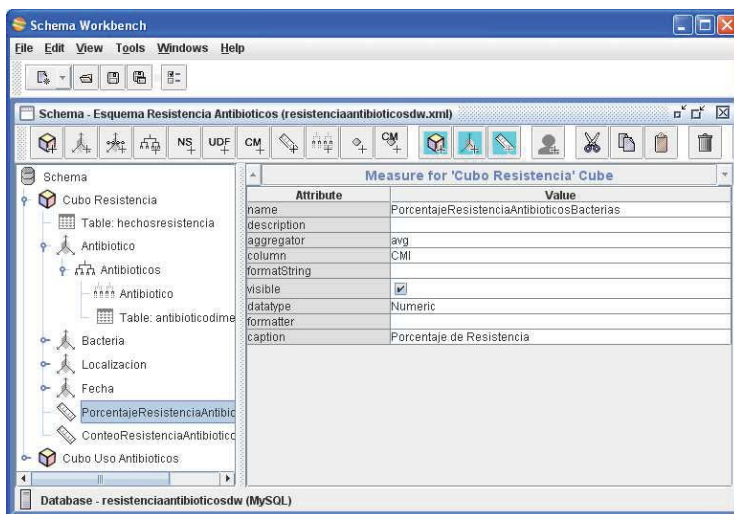 Schema Workbench
File Edit View Tools Windows Help
Schema - Esquema Resistencia Antibioticos (resistenciaantibioticosdw.xml)
NS UDF CM CM
Schema
Cubo Resistencia
Table: hechosresistencia
Antibiotico
Antibioticos
Antibiotico
Table: antibioticodime
Bacteria
Localizacion
Fecha
PorcentajeResistenciaAntibic
ConteoResistenciaAntibiotico
Cubo Uso Antibioticos
Measure for 'Cubo Resistencia' Cube
Attribute Value
name PorcentajeResistenciaAntibioticosBacterias
description
aggregator avg
column CMI
formatString
visible
datatype Numeric
formatter
caption Porcentaje de Resistencia
Database - resistenciaantibioticosdw (MySQL)